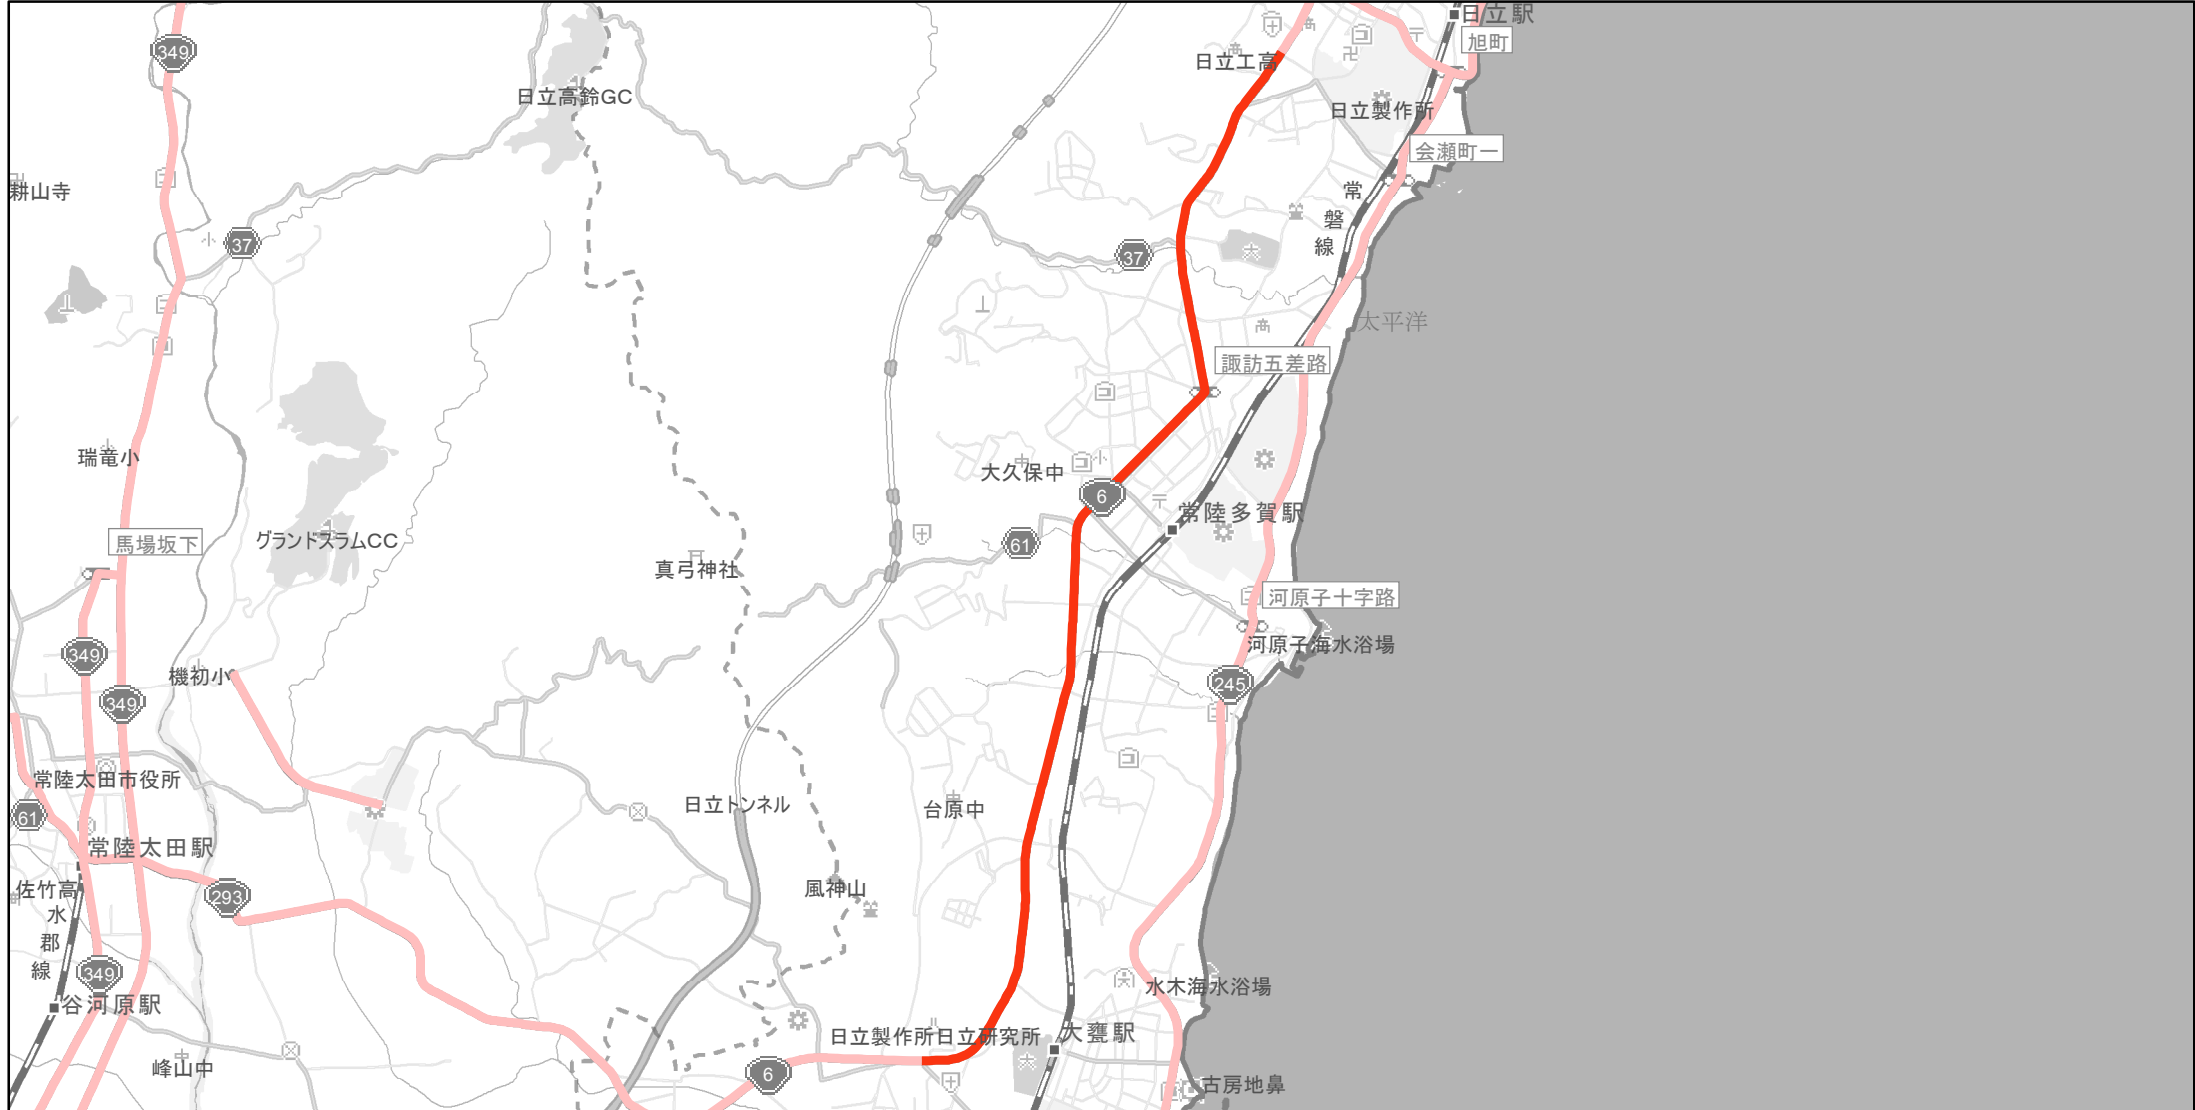 日立駅
旭町
349
日立工高
日立高鈴GC
日立製作所
会瀬町一
耕山寺
常磐線
37
37
太平洋
諏訪五差路
瑞竜小
大久保中
6
常陸多賀駅
馬場坂下
グランドスラムCC
61
真弓神社
河原子十字路
河原子海水浴場
349
機初小
245
349
常陸太田市役所
日立トンネル
台原中
61
常陸太田駅
佐竹高
293
風神山
水郡線
349
水木海水浴場
谷河原駅
日立製作所日立研究所
大甕駅
峰山中
6
古房地鼻